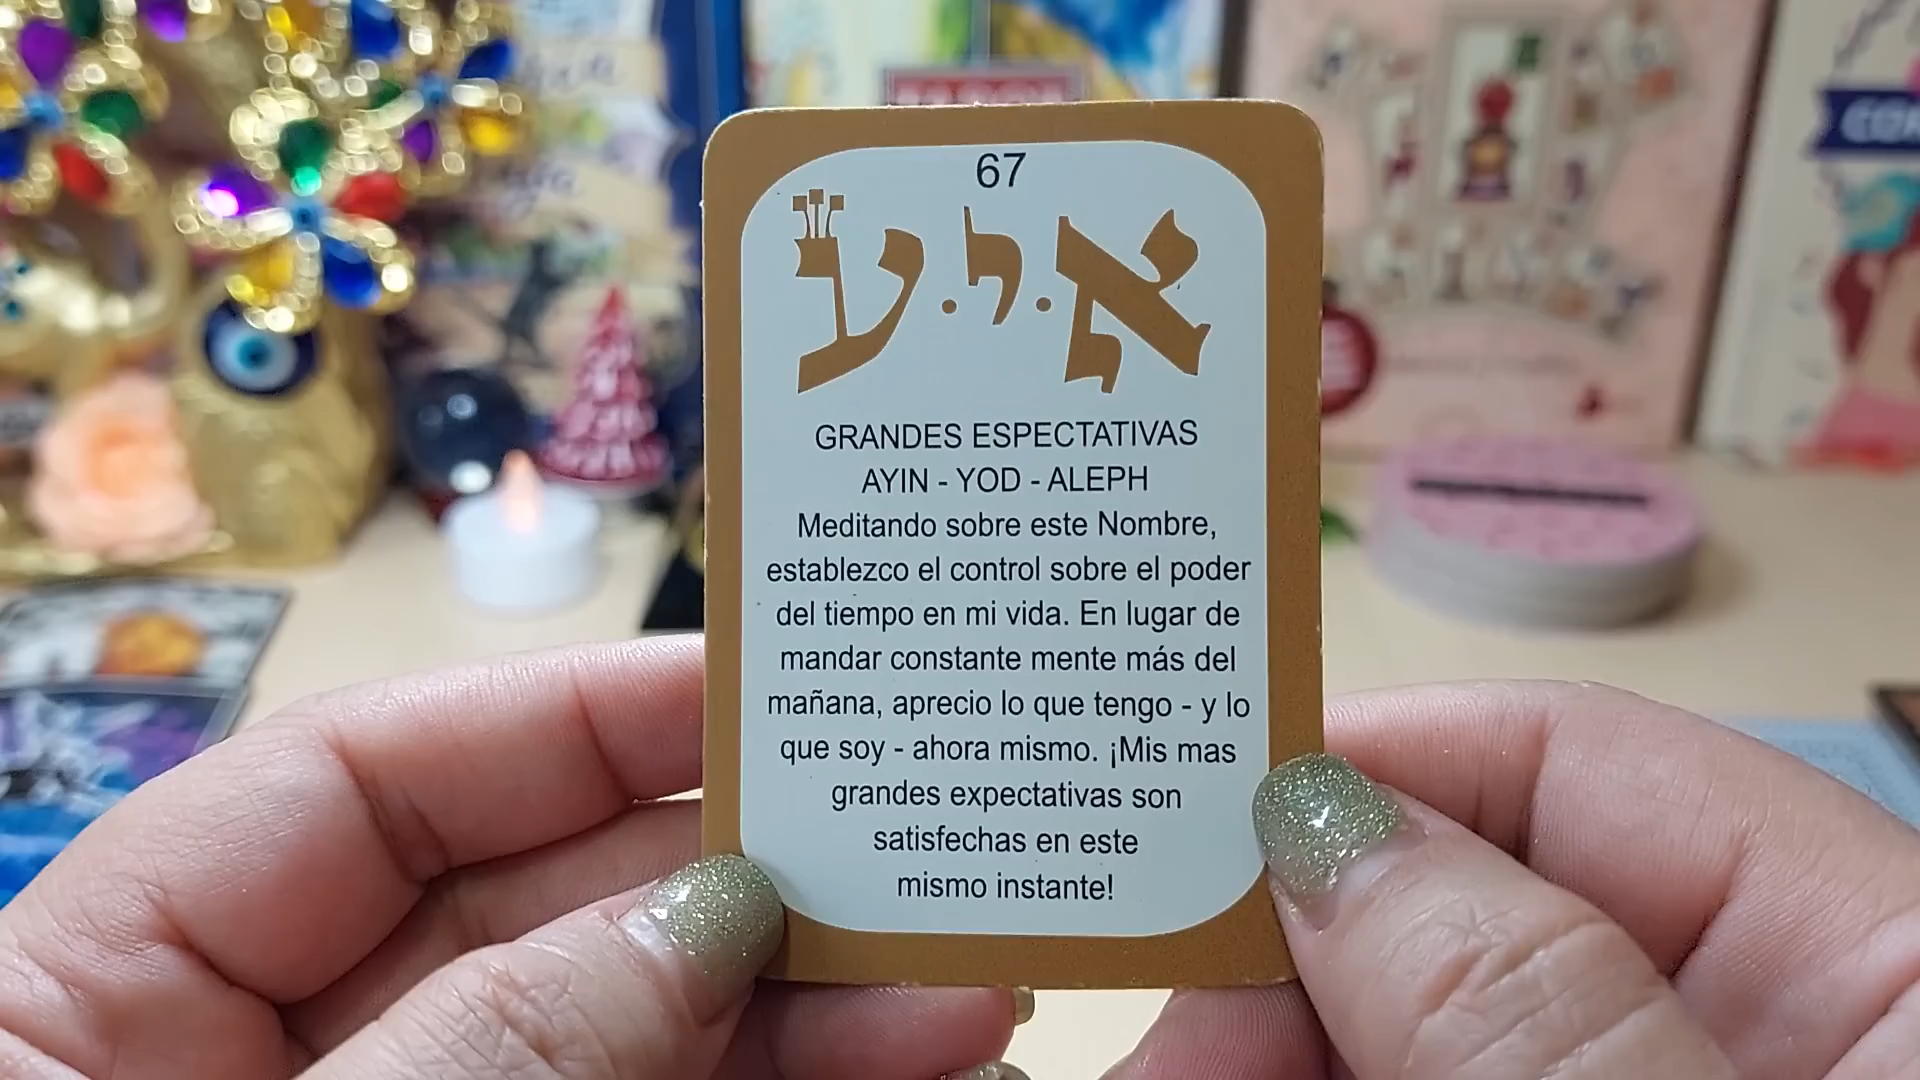 67
ע . י . א
GRANDES ESPECTATIVAS
AYIN - YOD - ALEPH
Meditando sobre este Nombre,
establezco el control sobre el poder
del tiempo en mi vida. En lugar de
mandar constante mente más del
mañana, aprecio lo que tengo - y lo
que soy - ahora mismo. ¡Mis mas
grandes expectativas son
satisfechas en este
mismo instante!